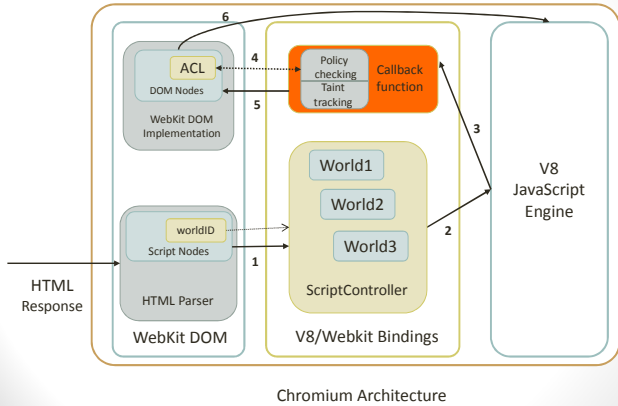 6
ACL
DOM Nodes
WebKit DOM
Implementation
4
5
Policy
checking
Taint
tracking
Callback
function
3
V8
JavaScript
Engine
World1
World2
World3
ScriptController
2
worldID
Script Nodes
HTML Parser
1
HTML
Response
WebKit DOM
V8/Webkit Bindings
Chromium Architecture